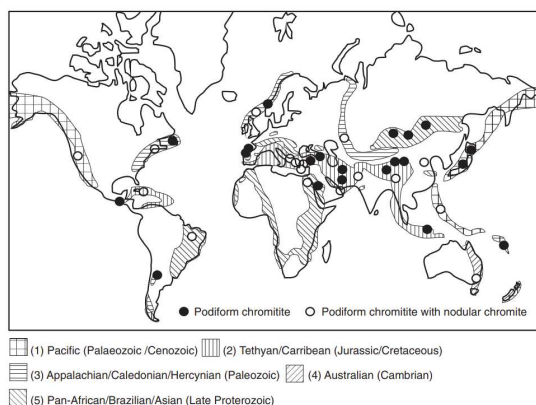 Podiform chromitite Podiform chromitite with nodular chromite
(1) Pacific (Palaeozoic /Cenozoic) (2) Tethyan/Carribean (Jurassic/Cretaceous)
(3) Appalachian/Caledonian/Hercynian (Paleozoic) (4) Australian (Cambrian)
(5) Pan-African/Brazilian/Asian (Late Proterozoic)